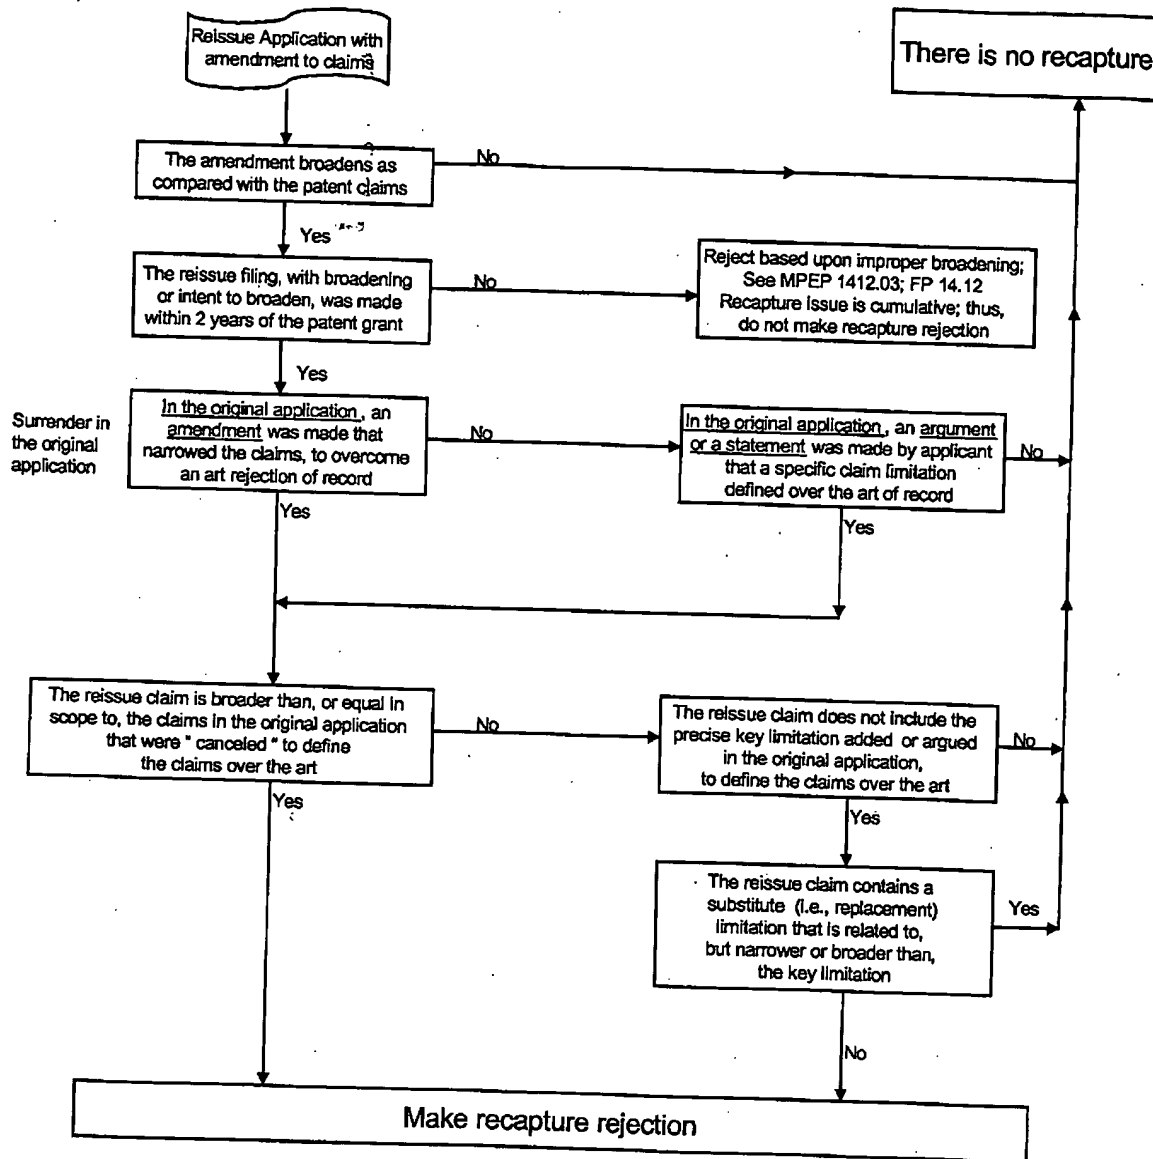 Reissue Application with
amendment to claims
There is no recapture
The amendment broadens as
compared with the patent claims
No
Yes
The reissue filing, with broadening
or intent to broaden, was made
within 2 years of the patent grant
No
Reject based upon improper broadening;
See MPEP 1412.03; FP 14.12
Recapture issue is cumulative; thus,
do not make recapture rejection
Yes
Surrender in
the original
application
In the original application, an
amendment was made that
narrowed the claims, to overcome
an art rejection of record
No
In the original application, an argument
or a statement was made by applicant
that a specific claim limitation
defined over the art of record
No
Yes
Yes
The reissue claim is broader than, or equal in
scope to, the claims in the original application
that were " canceled " to define
the claims over the art
No
The reissue claim does not include the
precise key limitation added or argued
in the original application,
to define the claims over the art
No
Yes
Yes
The reissue claim contains a
substitute (i.e., replacement)
limitation that is related to,
but narrower or broader than,
the key limitation
Yes
No
Make recapture rejection